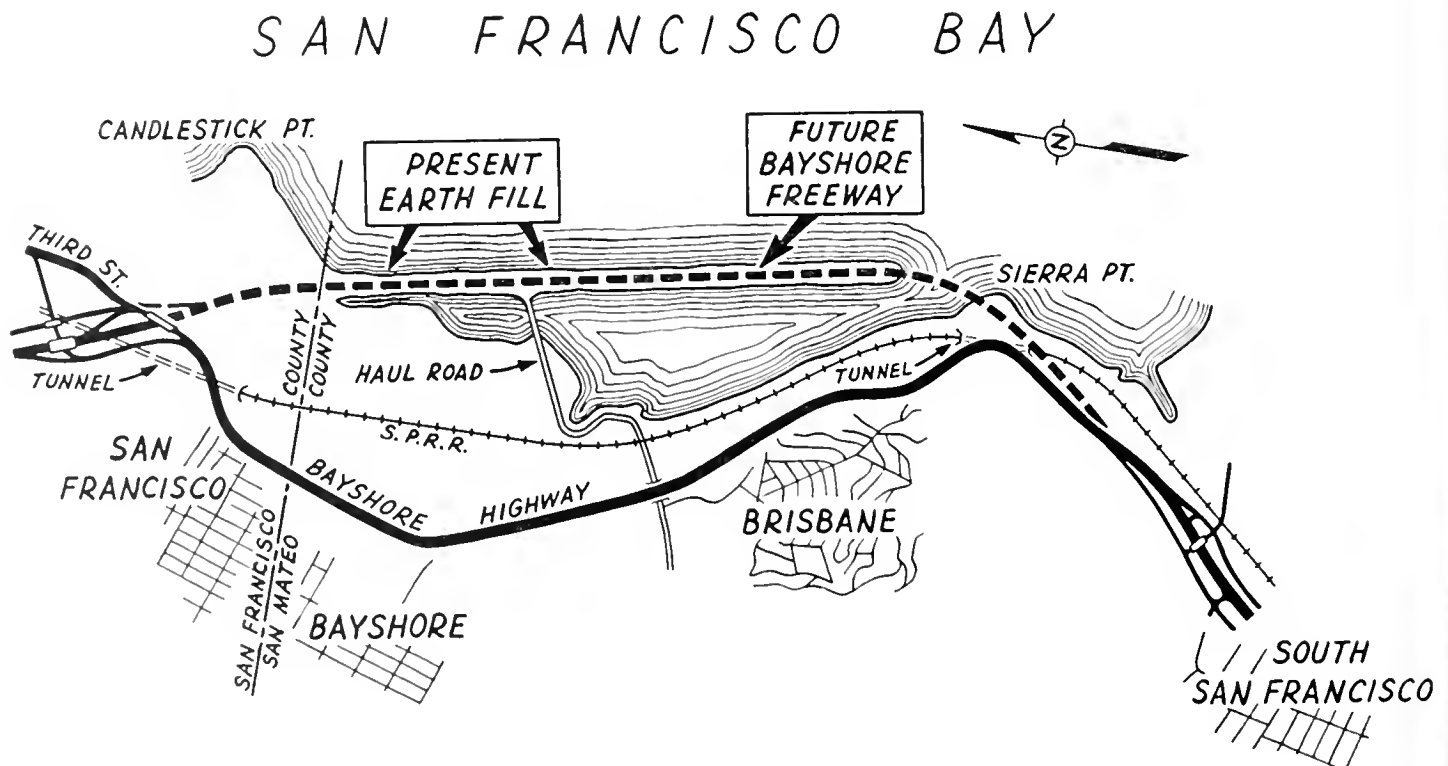 SAN FRANCISCO BAY
CANDLESTICK PT.
PRESENT
EARTH FILL
FUTURE
BAYSHORE
FREEWAY
N
THIRD ST.
SIERRA PT.
TUNNEL
COUNTY
COUNTY
HAUL ROAD
TUNNEL
S.P.R.R.
SAN
FRANCISCO
BAYSHORE
HIGHWAY
BRISBANE
SAN FRANCISCO
SAN MATEO
BAYSHORE
SOUTH
SAN FRANCISCO